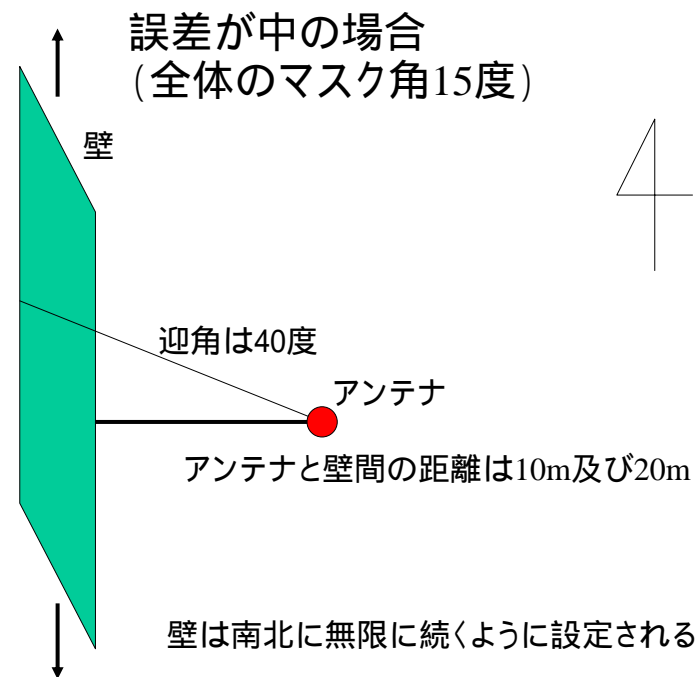 誤差が中の場合
(全体のマスク角15度)
壁
迎角は40度
アンテナ
アンテナと壁間の距離は10m及び20m
壁は南北に無限に続くように設定される